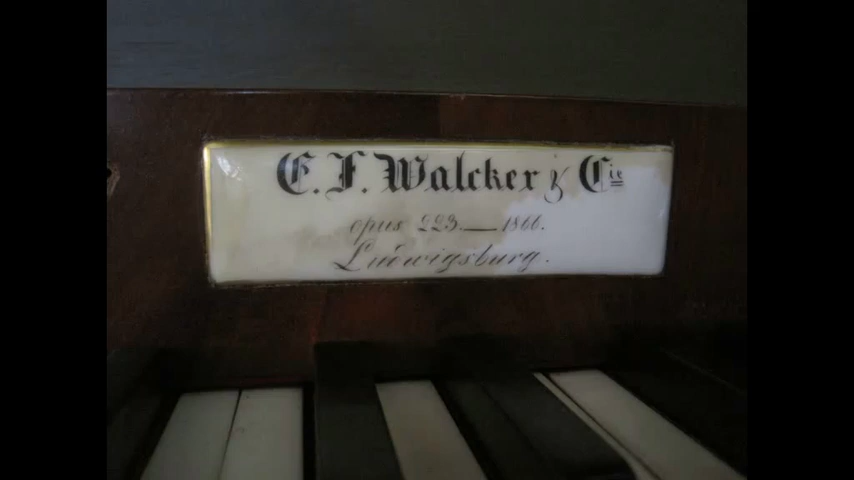 E. F. Walcker & Cie
opus 223.—1866.
Ludwigsburg.